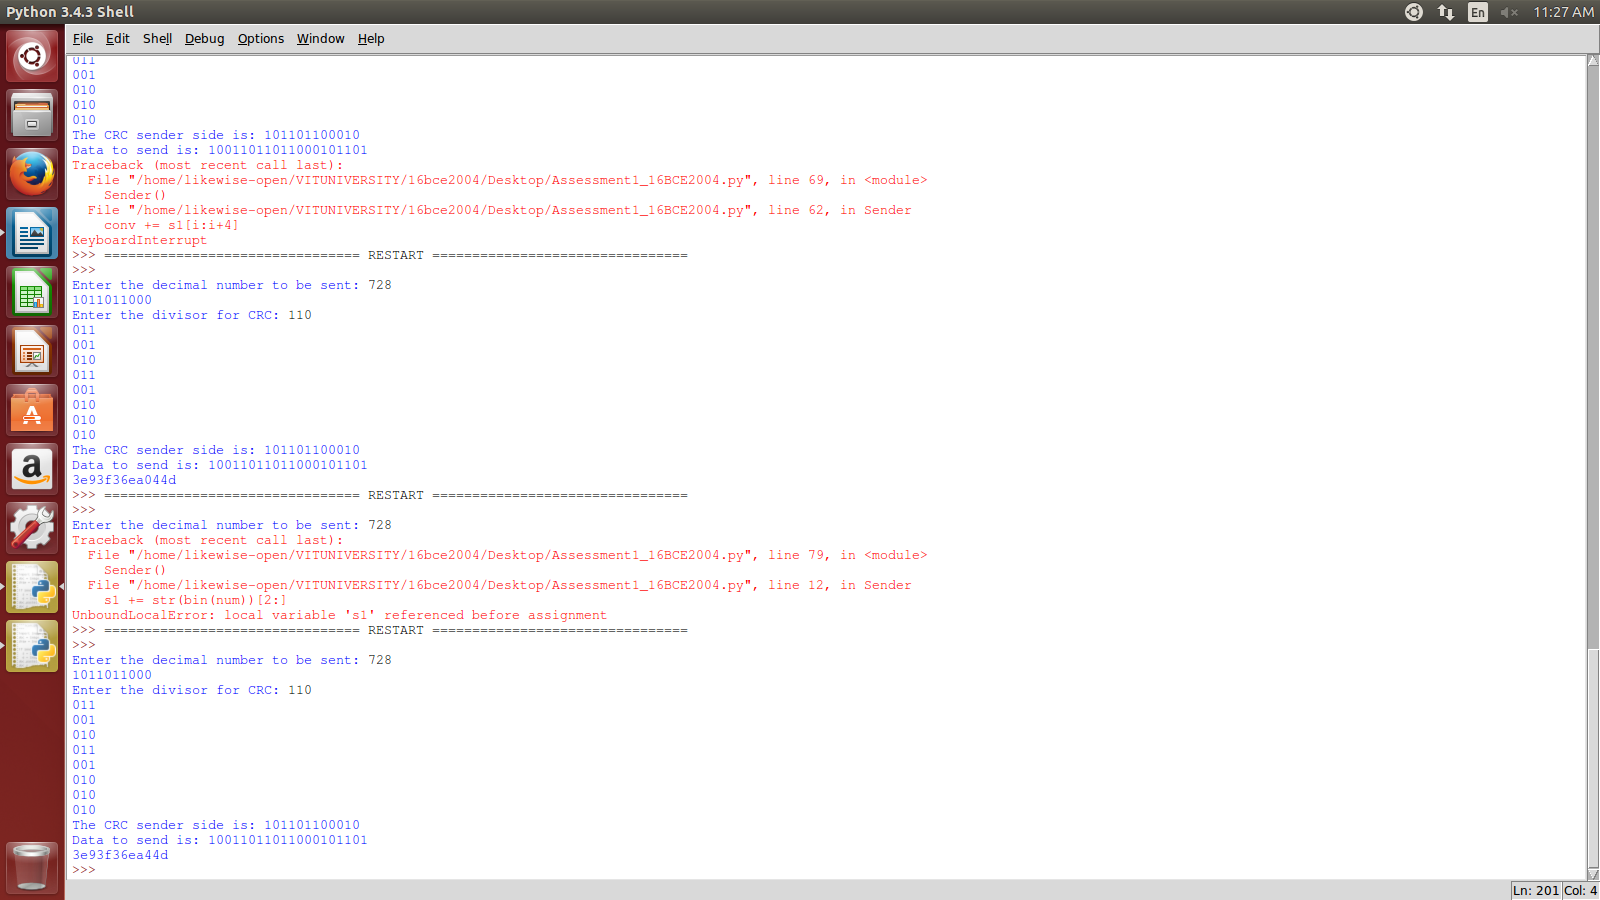 Python 3.4.3 Shell
En
11:27 AM
File Edit Shell Debug Options Window Help
011
001
010
010
010
The CRC sender side is: 101101100010
Data to send is: 10011011011000101101
Traceback (most recent call last):
  File "/home/likewise-open/VITUNIVERSITY/16bce2004/Desktop/Assessment1_16BCE2004.py", line 69, in <module>
    Sender()
  File "/home/likewise-open/VITUNIVERSITY/16bce2004/Desktop/Assessment1_16BCE2004.py", line 62, in Sender
    conv += s1[i:i+4]
KeyboardInterrupt
>>> ================================ RESTART ================================
>>>
Enter the decimal number to be sent: 728
1011011000
Enter the divisor for CRC: 110
011
001
010
011
001
010
010
010
The CRC sender side is: 101101100010
Data to send is: 10011011011000101101
3e93f36ea044d
>>> ================================ RESTART ================================
>>>
Enter the decimal number to be sent: 728
Traceback (most recent call last):
  File "/home/likewise-open/VITUNIVERSITY/16bce2004/Desktop/Assessment1_16BCE2004.py", line 79, in <module>
    Sender()
  File "/home/likewise-open/VITUNIVERSITY/16bce2004/Desktop/Assessment1_16BCE2004.py", line 12, in Sender
    s1 += str(bin(num))[2:]
UnboundLocalError: local variable 's1' referenced before assignment
>>> ================================ RESTART ================================
>>>
Enter the decimal number to be sent: 728
1011011000
Enter the divisor for CRC: 110
011
001
010
011
001
010
010
010
The CRC sender side is: 101101100010
Data to send is: 10011011011000101101
3e93f36ea44d
>>>
Ln: 201 Col: 4